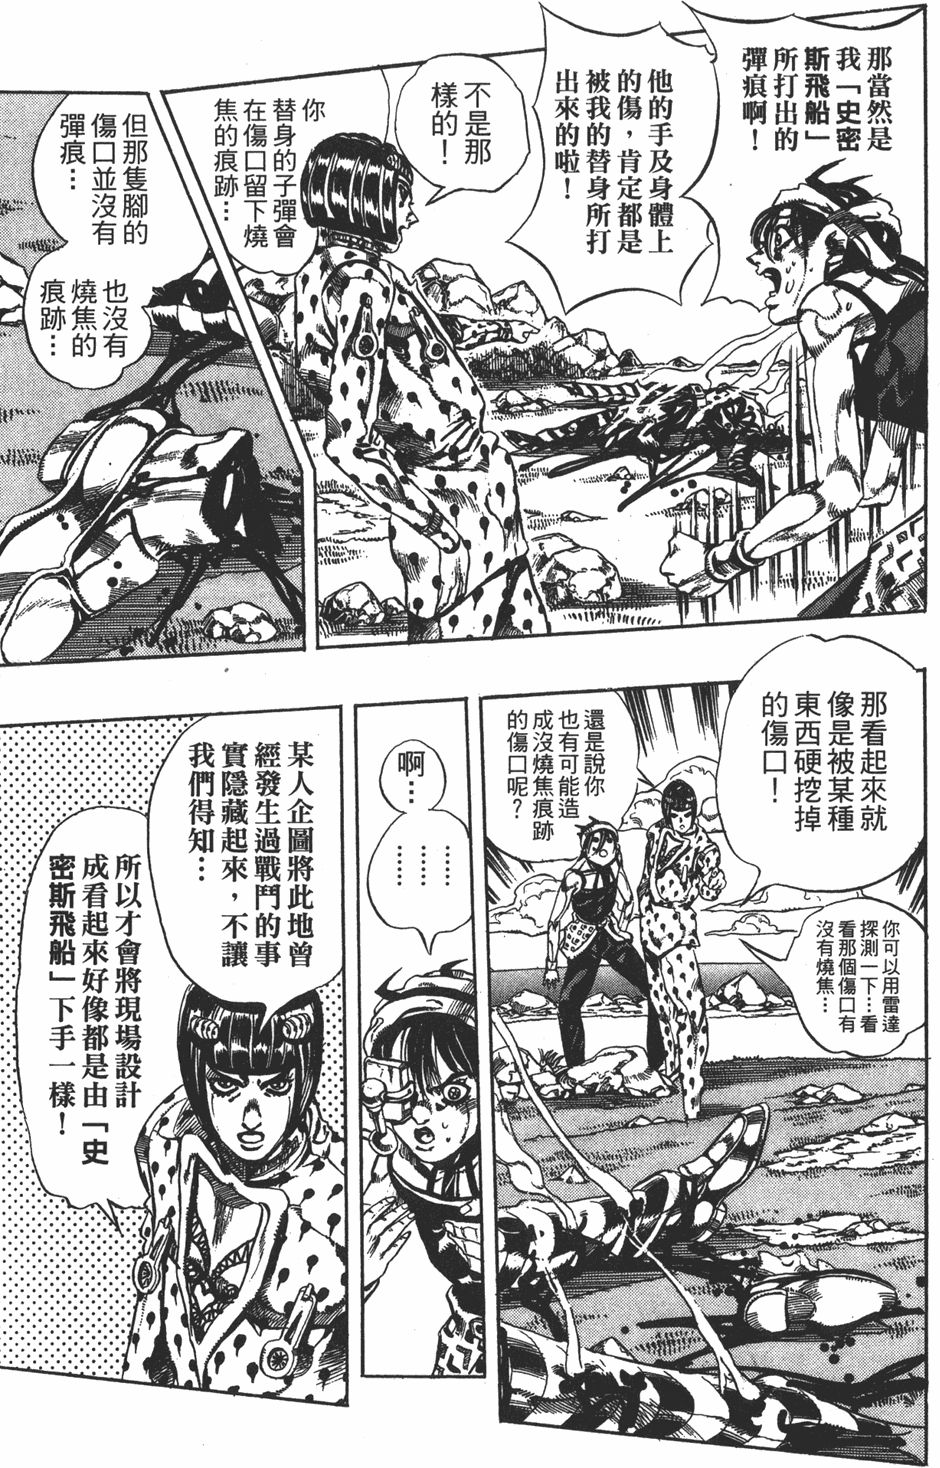 那當然是
我「史密
斯飛船」
所打出的
彈痕啊！
他的手及身體上
的傷，肯定都是
被我的替身所打
出來的啦！
不是那
樣的！
你
替身的子彈會
在傷口留下燒
焦的痕跡…
但那隻腳的
傷口並沒有
彈痕…
也沒有
燒焦的
痕跡…
那看起來就
像是被某種
東西硬挖掉
的傷口！
你可以用雷達
探測一下…看
看那個傷口有
沒有燒焦…
還是說你
也有可能造
成沒燒焦痕跡
的傷口呢？
啊…
……
……
某人企圖將此地曾
經發生過戰鬥的事
實隱藏起來，不讓
我們得知…
所以才會將現場設計
成看起來好像都是由「史
密斯飛船」下手一樣！